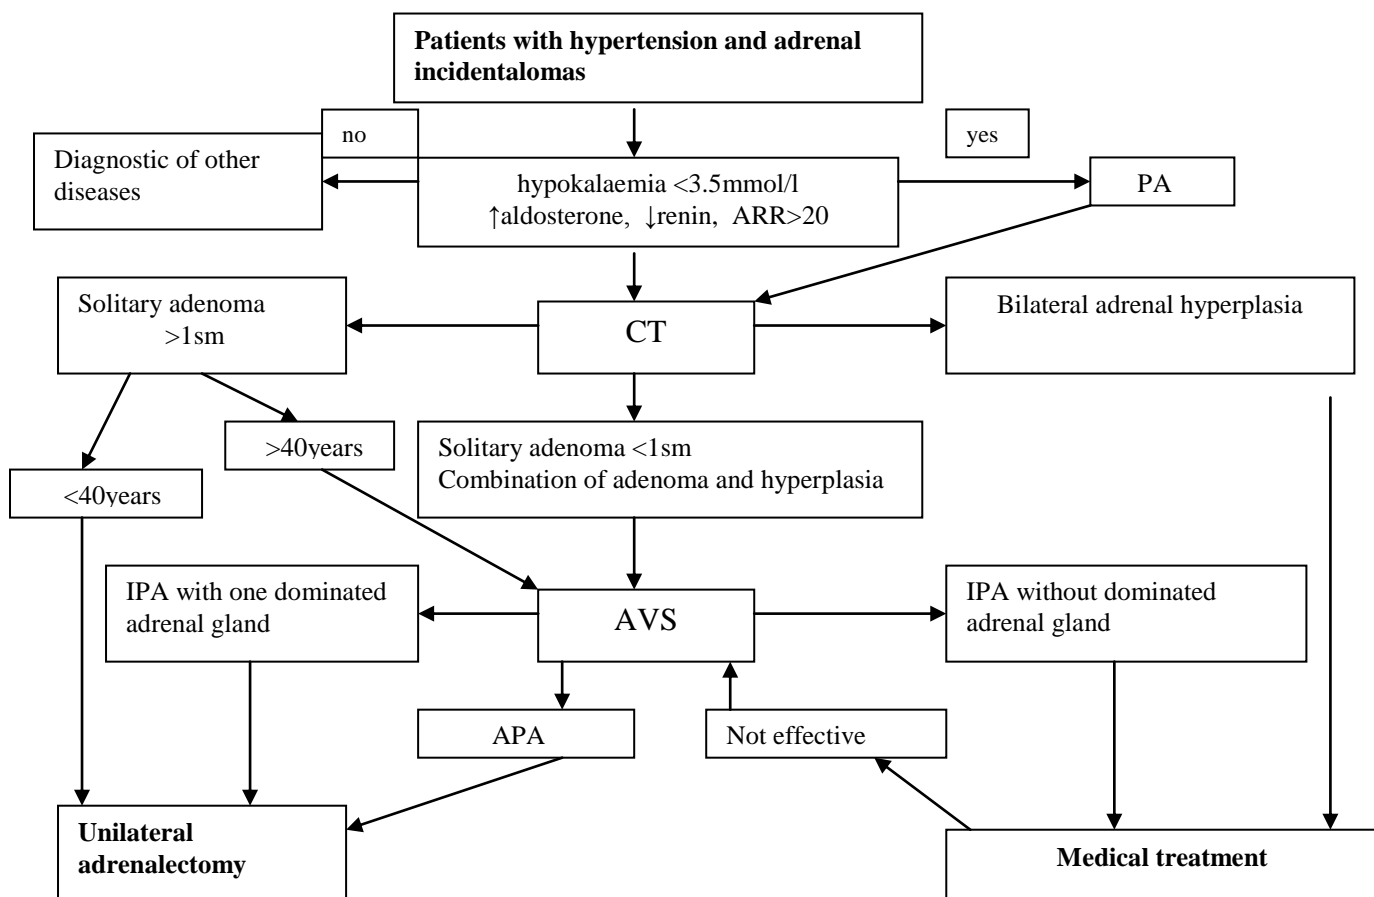 Patients with hypertension and adrenal
incidentalomas
no
yes
Diagnostic of other
diseases
hypokalaemia <3.5mmol/l
↑aldosterone, ↓renin, ARR>20
PA
Solitary adenoma
>1sm
CT
Bilateral adrenal hyperplasia
>40years
Solitary adenoma <1sm
Combination of adenoma and hyperplasia
<40years
IPA with one dominated
adrenal gland
AVS
IPA without dominated
adrenal gland
APA
Not effective
Unilateral
adrenalectomy
Medical treatment